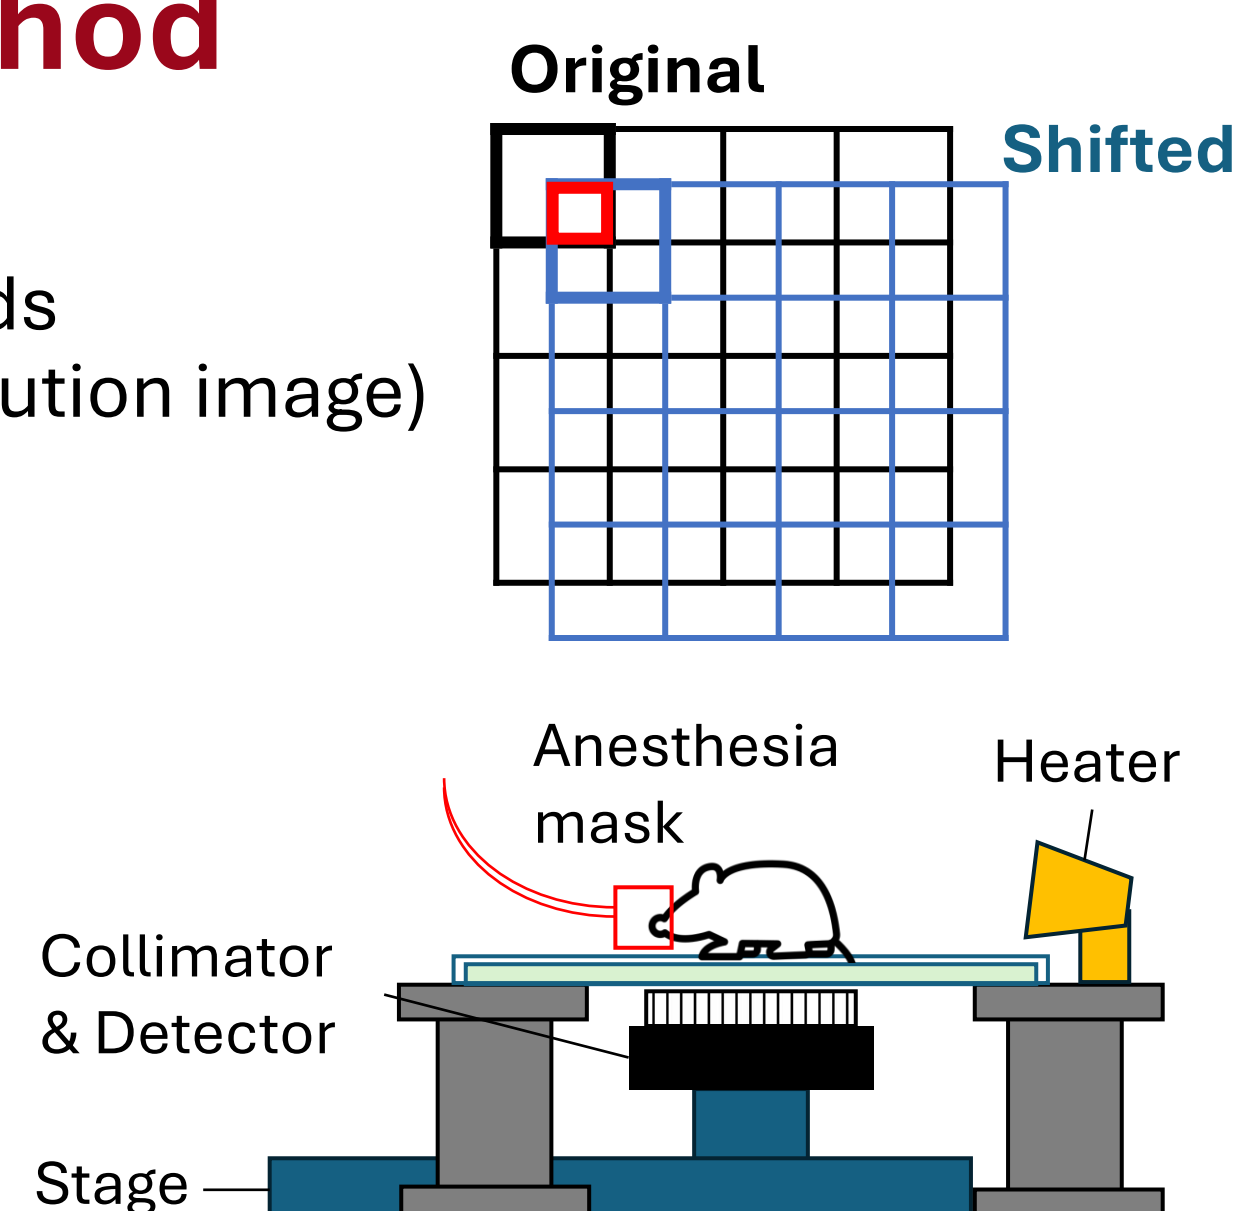 hod
Original
Shifted
ds
ution image)
Anesthesia
mask
Heater
Collimator
& Detector
Stage